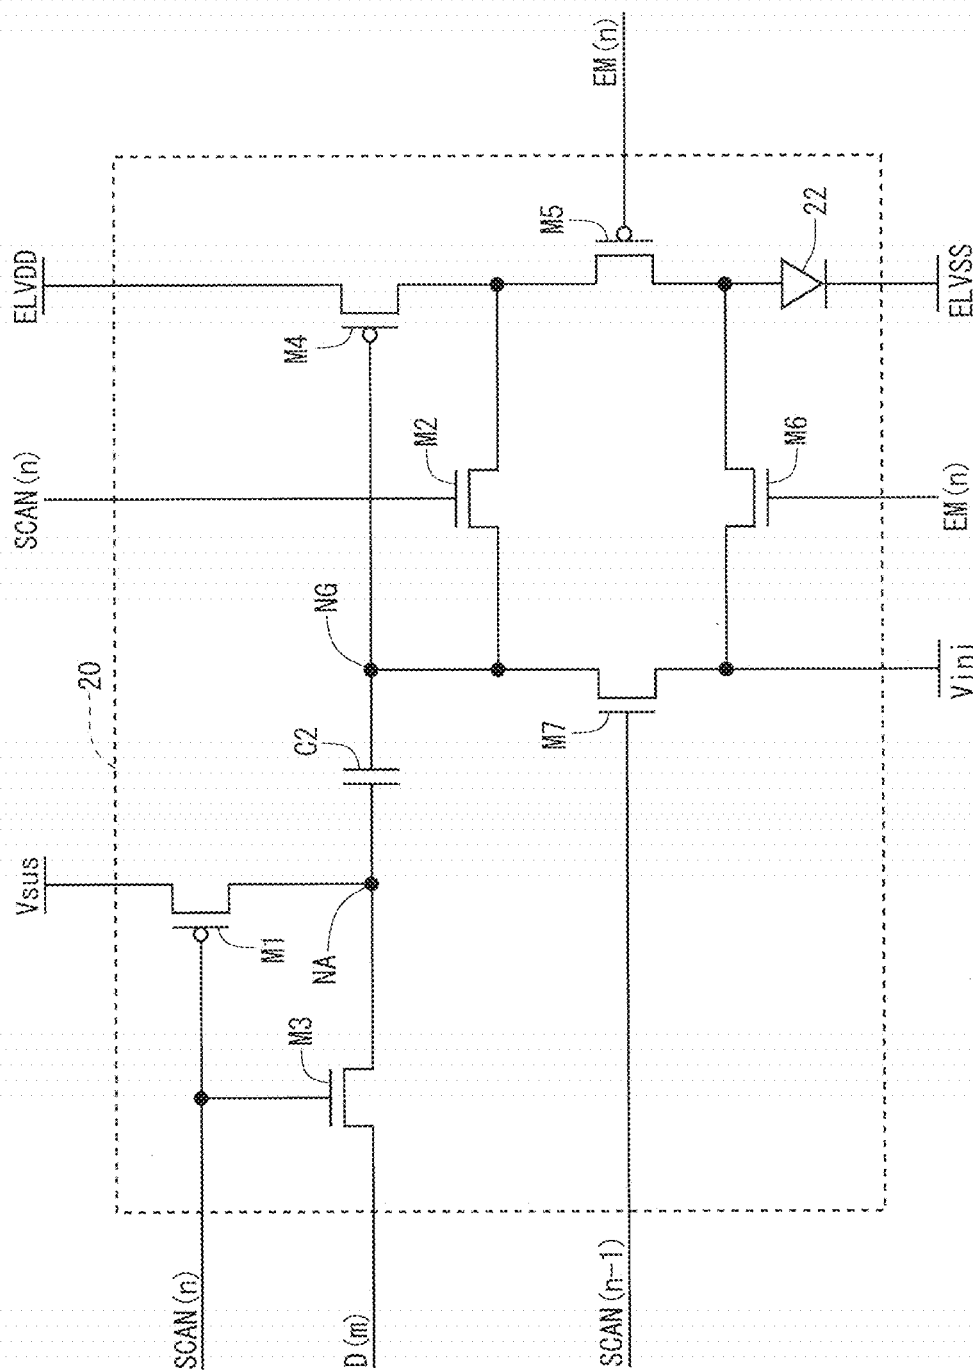 ELVDD
SCAN(n)
Vsus
20
M4
M2
NG
C2
M1
NA
M3
EM(n)
M5
22
ELVSS
M6
EM(n)
M7
Vini
SCAN(n)
D(m)
SCAN(n-1)